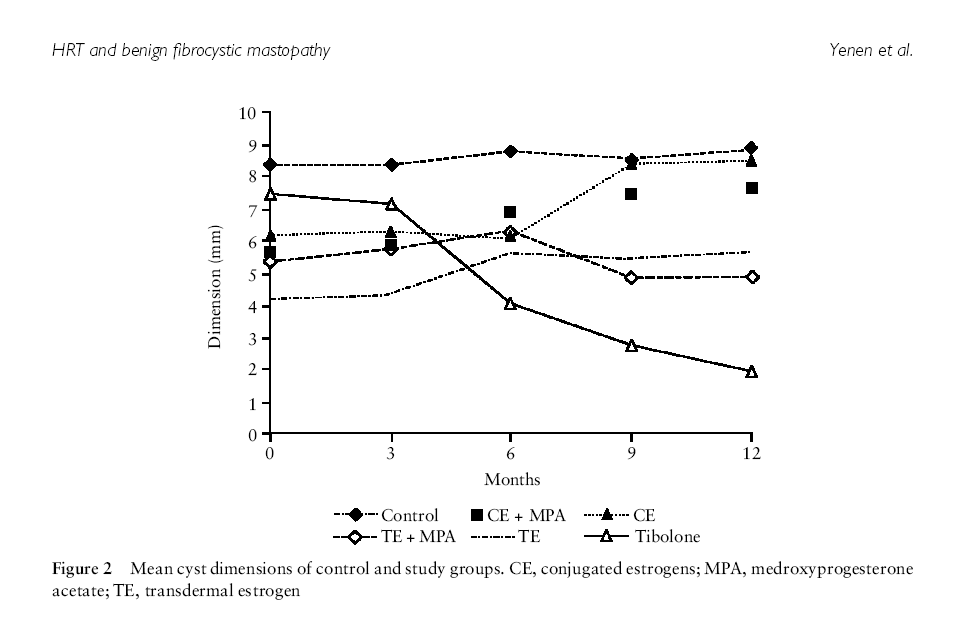 HRT and benign fibrocystic mastopathy
Yenen et al.
10
9
8
7
6
5
4
3
2
1
0
Dimension (mm)
0 3 6 9 12
Months
Control CE + MPA CE
TE + MPA TE Tibolone
Figure 2 Mean cyst dimensions of control and study groups. CE, conjugated estrogens; MPA, medroxyprogesterone
acetate; TE, transdermal estrogen